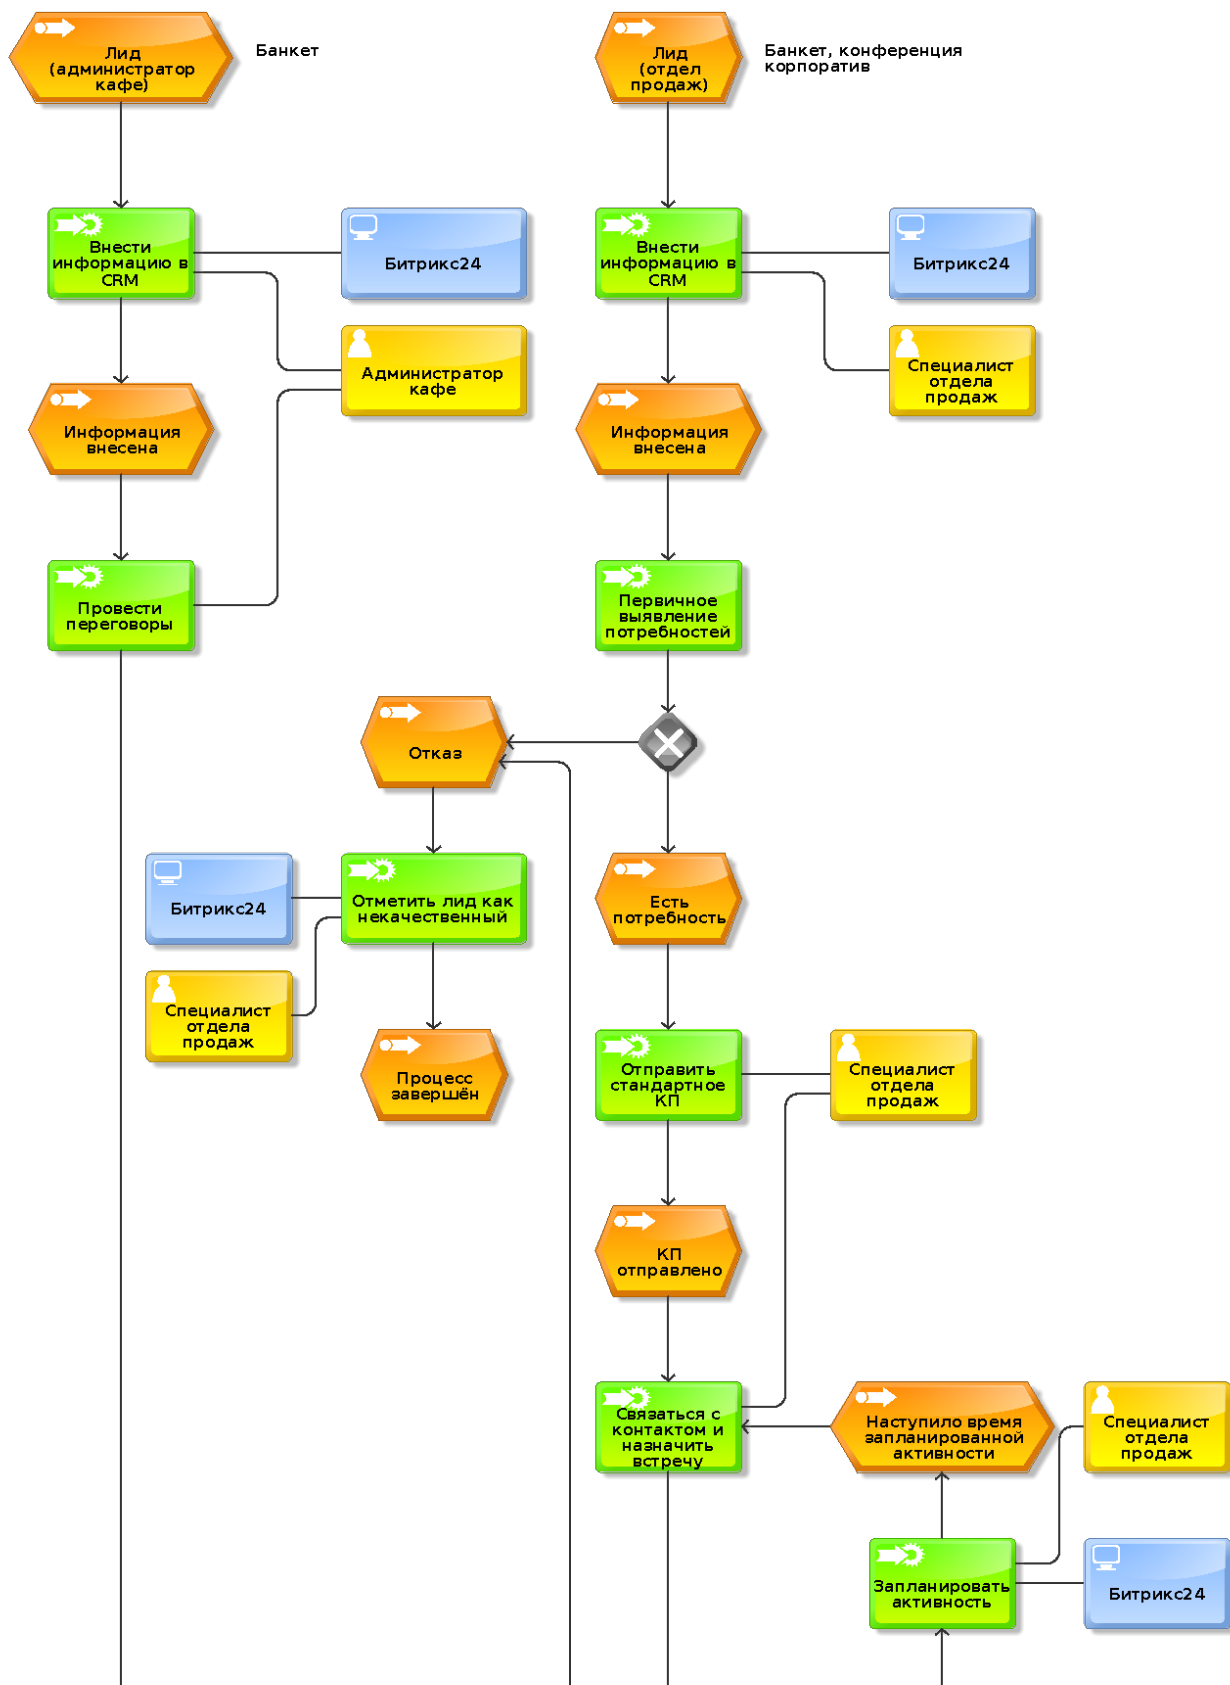 Лид
(администратор
кафе)
Банкет
Лид
(отдел
продаж)
Банкет, конференция
корпоратив
Внести
информацию в
CRM
Битрикс24
Внести
информацию в
CRM
Битрикс24
Администратор
кафе
Специалист
отдела
продаж
Информация
внесена
Информация
внесена
Провести
переговоры
Первичное
выявление
потребностей
Отказ
Битрикс24
Отметить лид как
некачественный
Есть
потребность
Специалист
отдела
продаж
Процесс
завершён
Отправить
стандартное
КП
Специалист
отдела
продаж
КП
отправлено
Связаться с
контактом и
назначить
встречу
Наступило время
запланированной
активности
Специалист
отдела
продаж
Запланировать
активность
Битрикс24